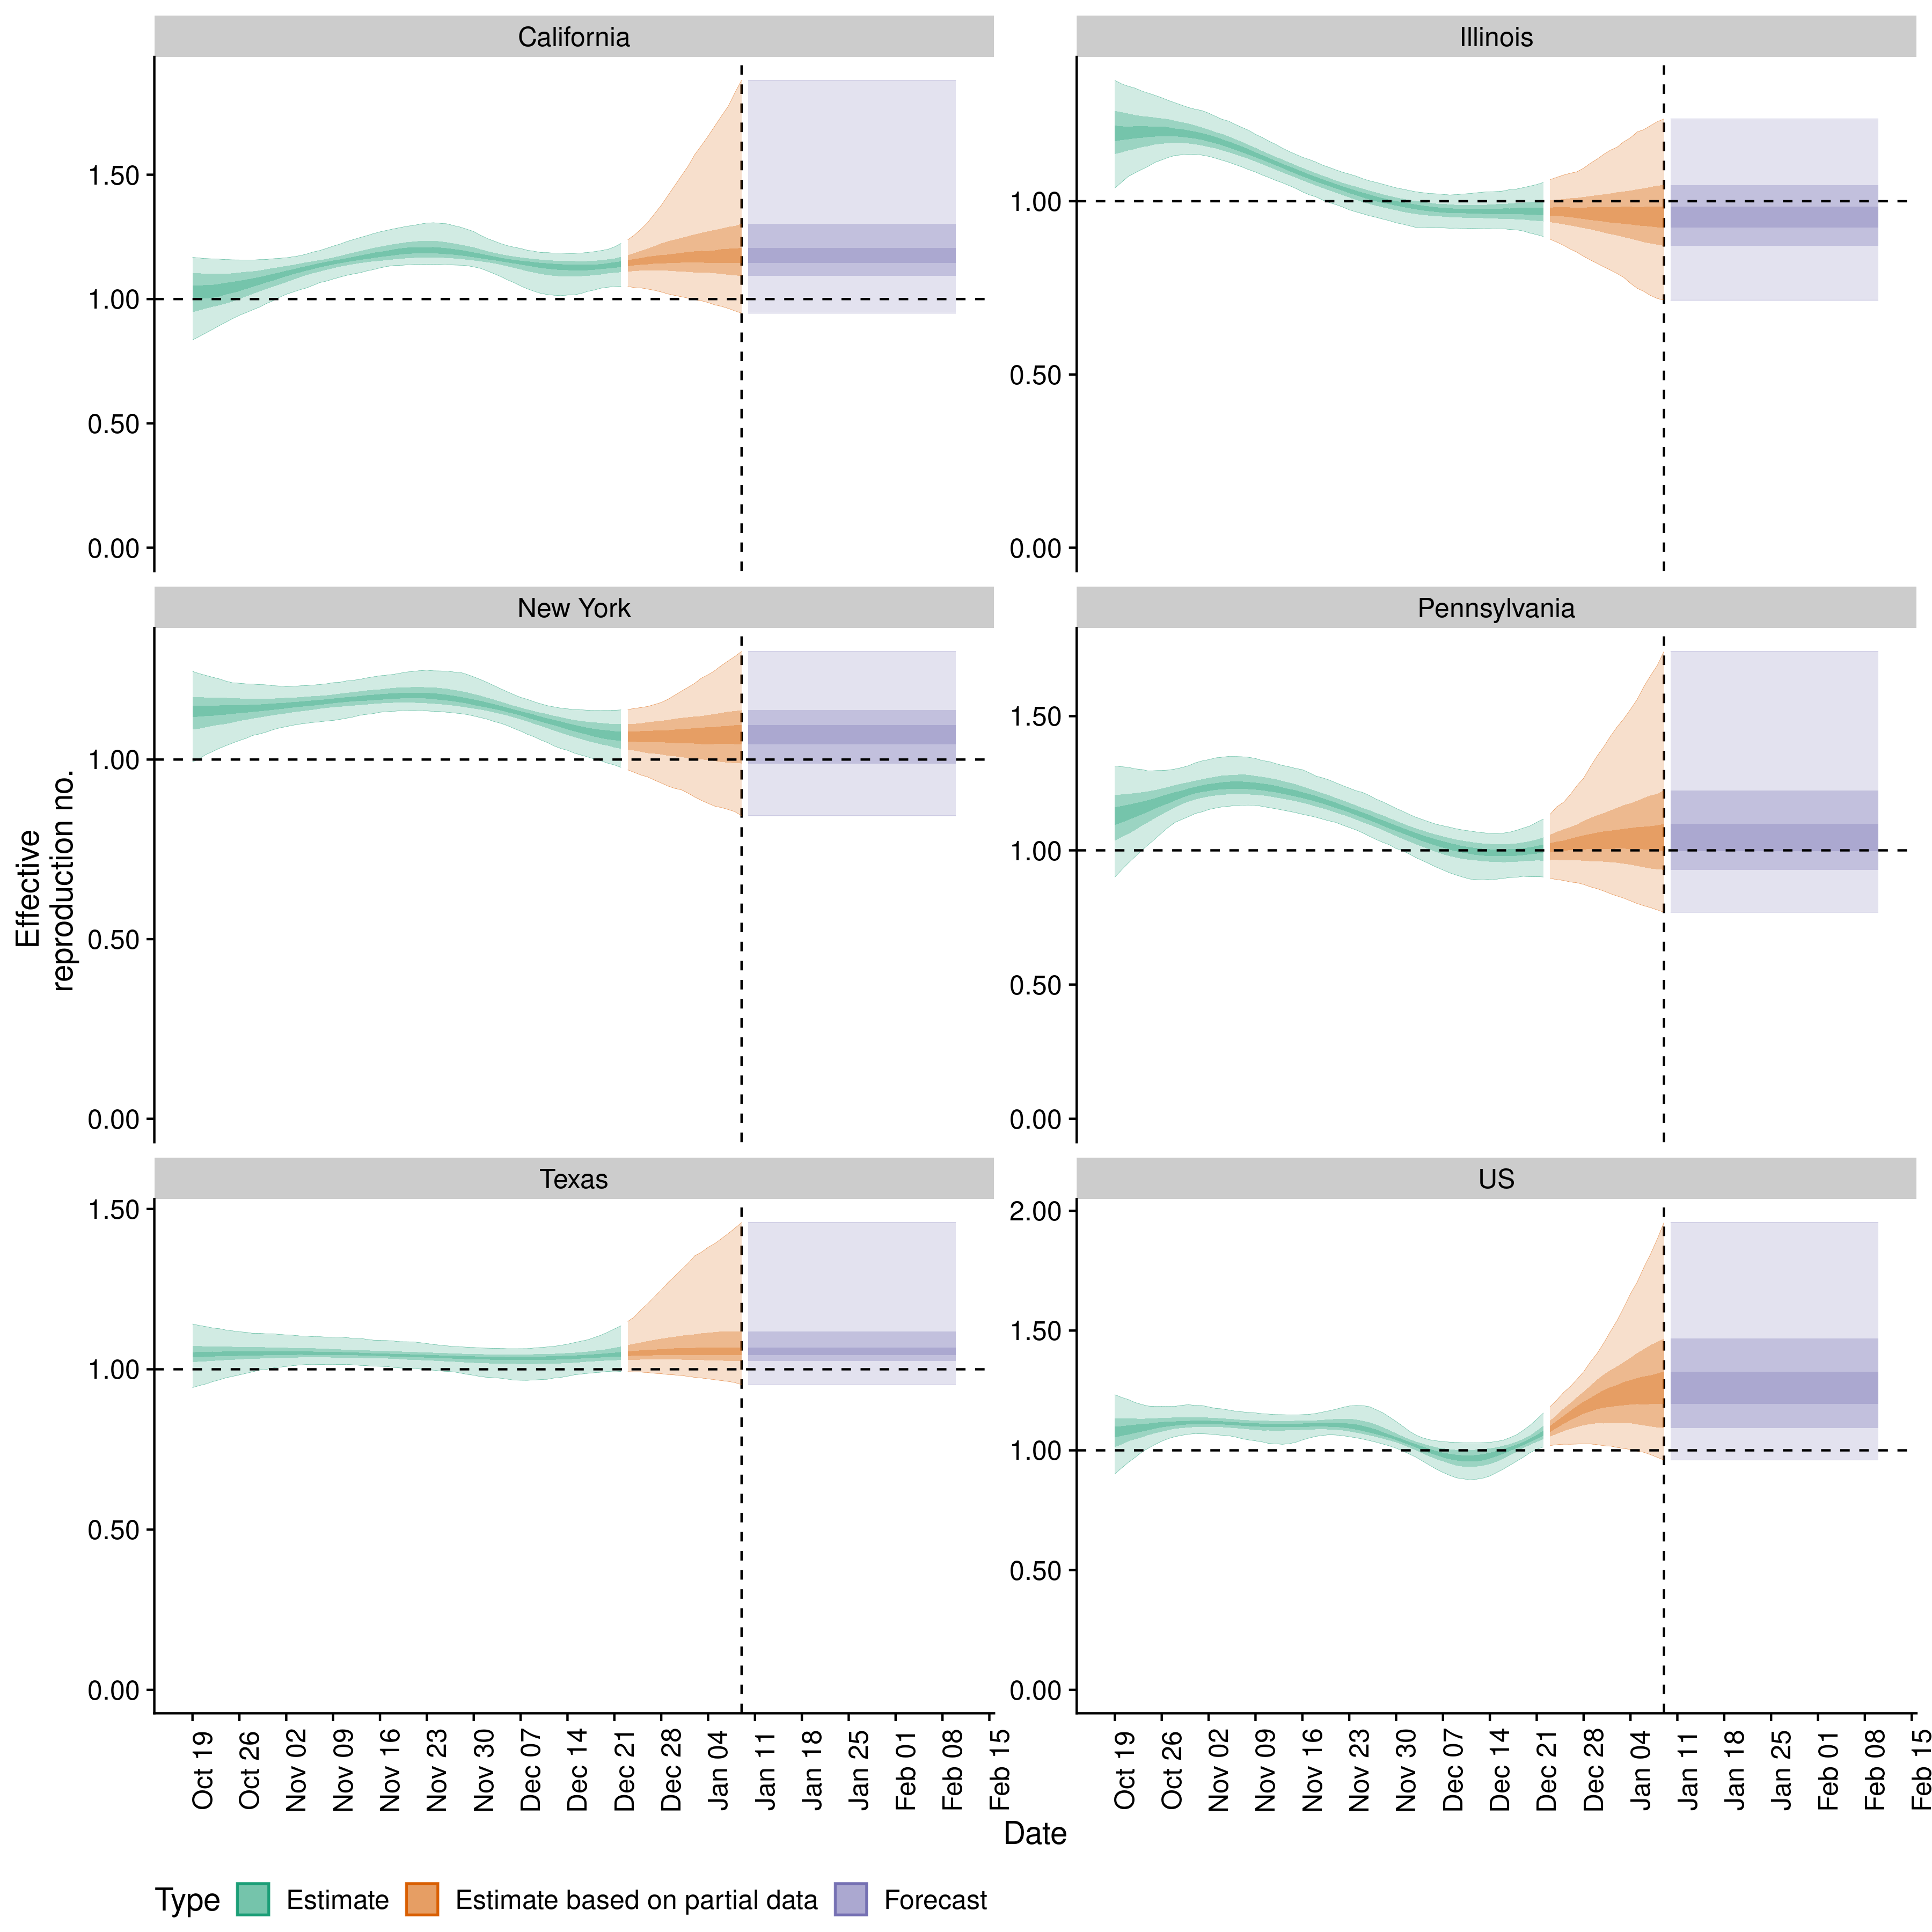 California
Illinois
1.50
1.00
0.50
0.00
1.00
0.50
0.00
New York
Pennsylvania
1.00
0.50
0.00
1.50
1.00
0.50
0.00
Effective
reproduction no.
Texas
US
1.50
1.00
0.50
0.00
2.00
1.50
1.00
0.50
0.00
Oct 19
Oct 26
Nov 02
Nov 09
Nov 16
Nov 23
Nov 30
Dec 07
Dec 14
Dec 21
Dec 28
Jan 04
Jan 11
Jan 18
Jan 25
Feb 01
Feb 08
Feb 15
Oct 19
Oct 26
Nov 02
Nov 09
Nov 16
Nov 23
Nov 30
Dec 07
Dec 14
Dec 21
Dec 28
Jan 04
Jan 11
Jan 18
Jan 25
Feb 01
Feb 08
Feb 15
Date
Type Estimate Estimate based on partial data Forecast